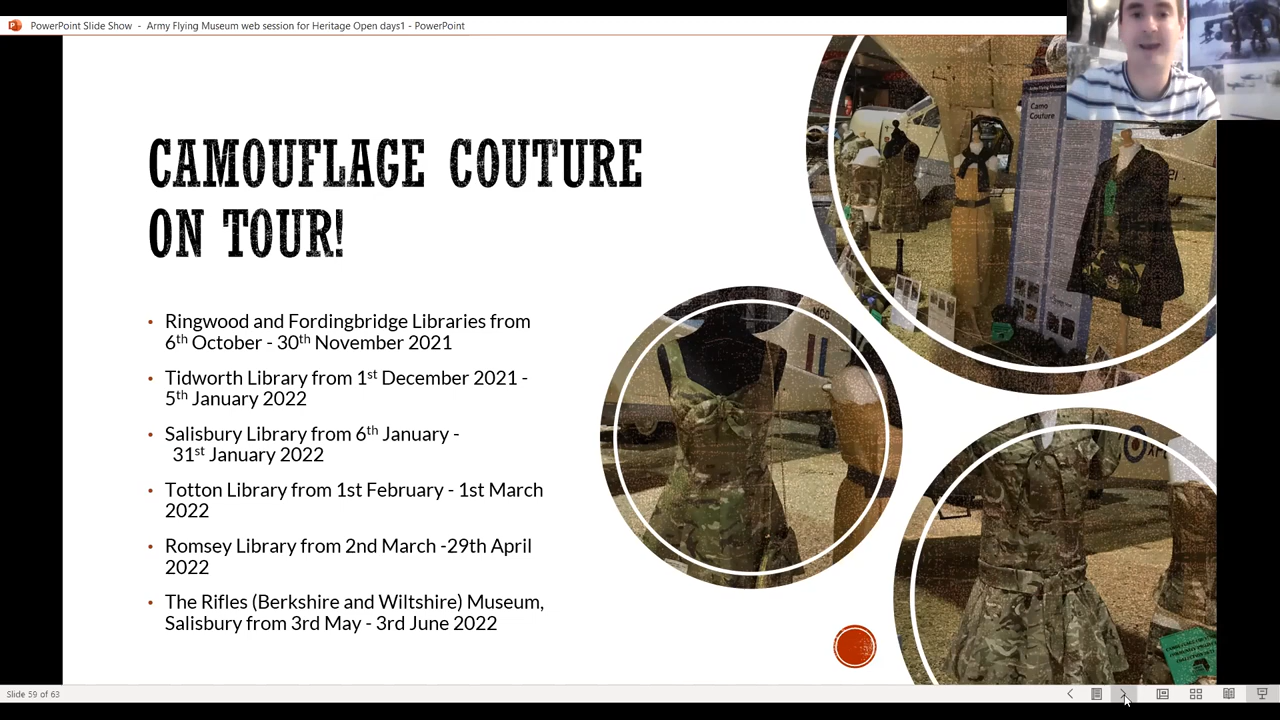 PowerPoint Slide Show - Army Flying Museum web session for Heritage Open days1 - PowerPoint
CAMOUFLAGE COUTURE
ON TOUR!
Camo
Couture
MCO
• Ringwood and Fordingbridge Libraries from
6th October - 30th November 2021
• Tidworth Library from 1st December 2021 -
5th January 2022
• Salisbury Library from 6th January -
31st January 2022
• Totton Library from 1st February - 1st March
2022
• Romsey Library from 2nd March -29th April
2022
• The Rifles (Berkshire and Wiltshire) Museum,
Salisbury from 3rd May - 3rd June 2022
Slide 59 of 63